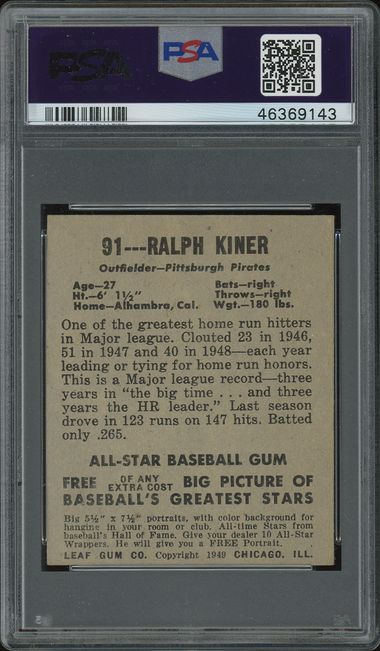 PSA
PSA
46369143
91---RALPH KINER
Outfielder—Pittsburgh Pirates
Age—27 Bats—right
Ht.—6' 1½" Throws—right
Home—Alhambra, Cal. Wgt.—180 lbs.
One of the greatest home run hitters
in Major league. Clouted 23 in 1946,
51 in 1947 and 40 in 1948—each year
leading or tying for home run honors.
This is a Major league record—three
years in "the big time . . . and three
years the HR leader." Last season
drove in 123 runs on 147 hits. Batted
only .265.
ALL-STAR BASEBALL GUM
FREE OF ANY EXTRA COST BIG PICTURE OF
BASEBALL'S GREATEST STARS
Big 5½" x 7½" portraits, with color background for
hanging in your room or club. All-time Stars from
baseball's Hall of Fame. Give your dealer 10 All-Star
Wrappers. He will give you a FREE Portrait.
LEAF GUM CO. Copyright 1949 CHICAGO, ILL.